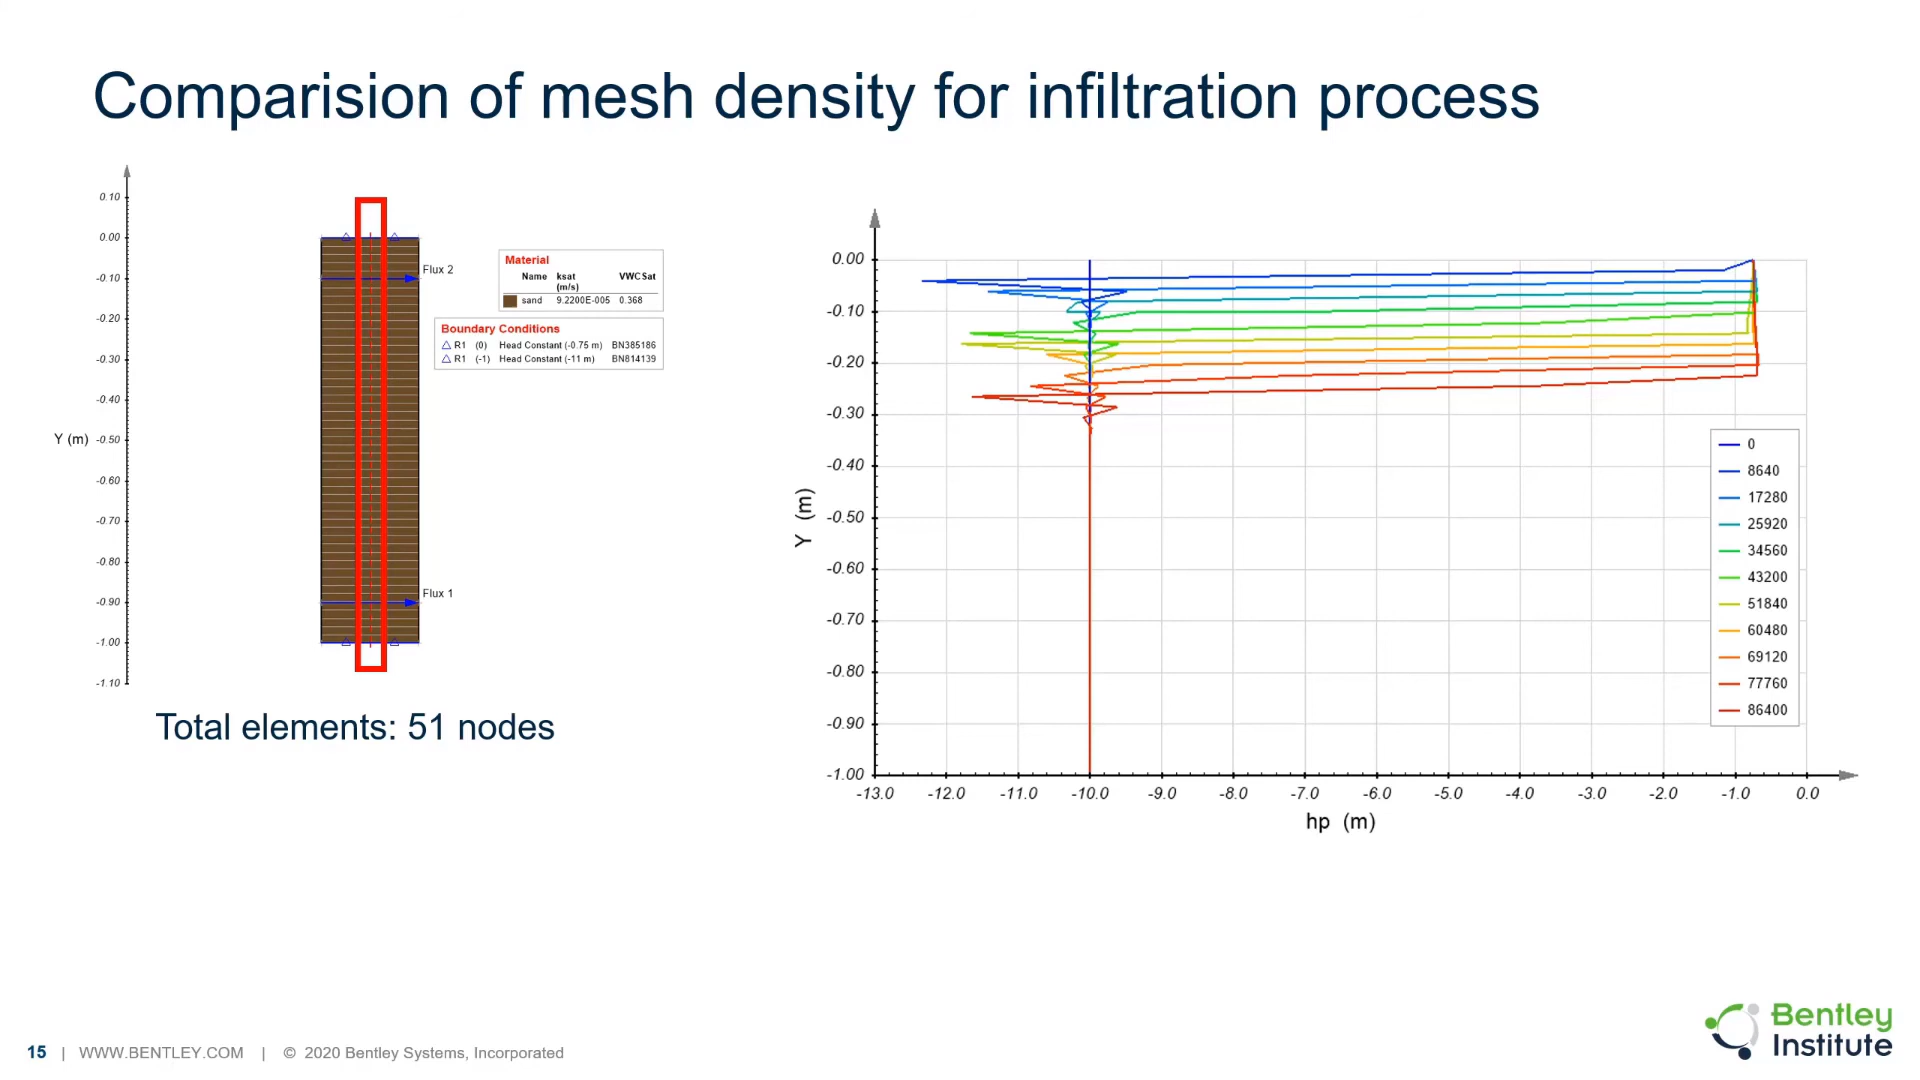 Comparision of mesh density for infiltration process
0.10
0.00
-0.10
-0.20
-0.30
-0.40
Y (m)
-0.50
-0.60
-0.70
-0.80
-0.90
-1.00
-1.10
Flux 2
Flux 1
Material
Name ksat VWCSat
(m/s)
sand 9.2200E-005 0.368
Boundary Conditions
R1 (0) Head Constant (-0.75 m) BN385186
R1 (-1) Head Constant (-11 m) BN814139
Total elements: 51 nodes
0.00
-0.10
-0.20
-0.30
-0.40
-0.50
-0.60
-0.70
-0.80
-0.90
-1.00
Y (m)
-13.0 -12.0 -11.0 -10.0 -9.0 -8.0 -7.0 -6.0 -5.0 -4.0 -3.0 -2.0 -1.0 0.0
hp (m)
0
8640
17280
25920
34560
43200
51840
60480
69120
77760
86400
15 | WWW.BENTLEY.COM | © 2020 Bentley Systems, Incorporated
Bentley
Institute